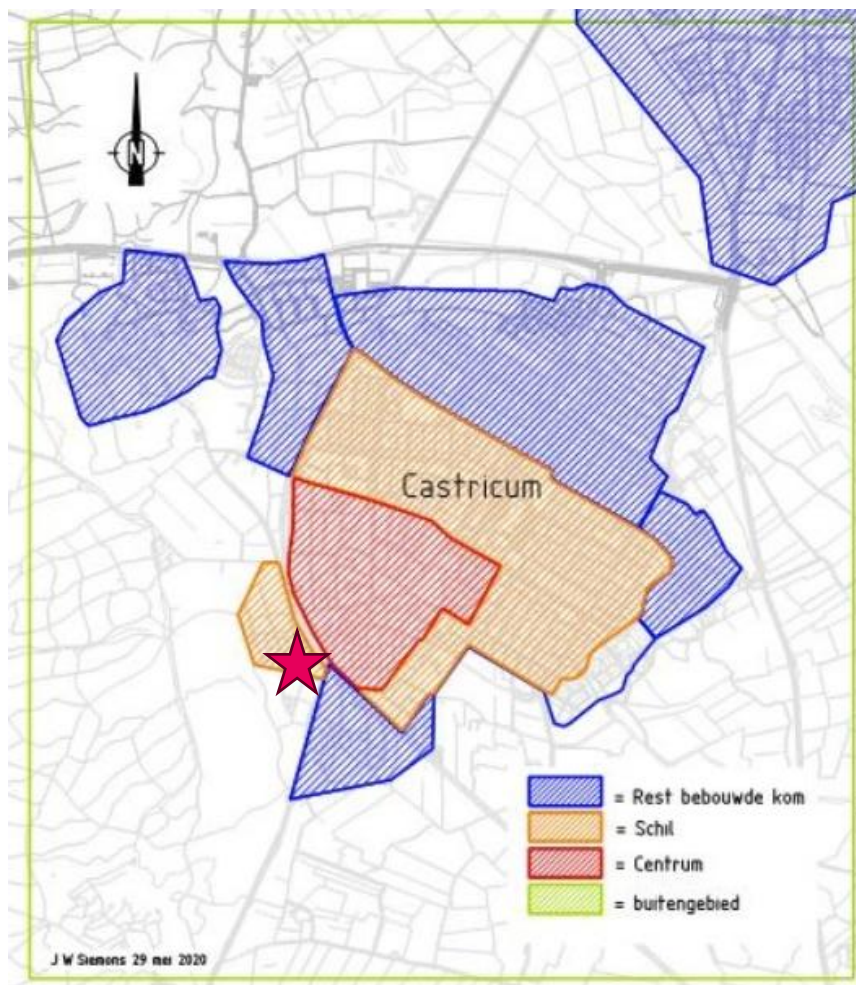 N
Castricum
= Rest bebouwde kom
= Schil
= Centrum
= buitengebied
J W Siemons 29 mei 2020